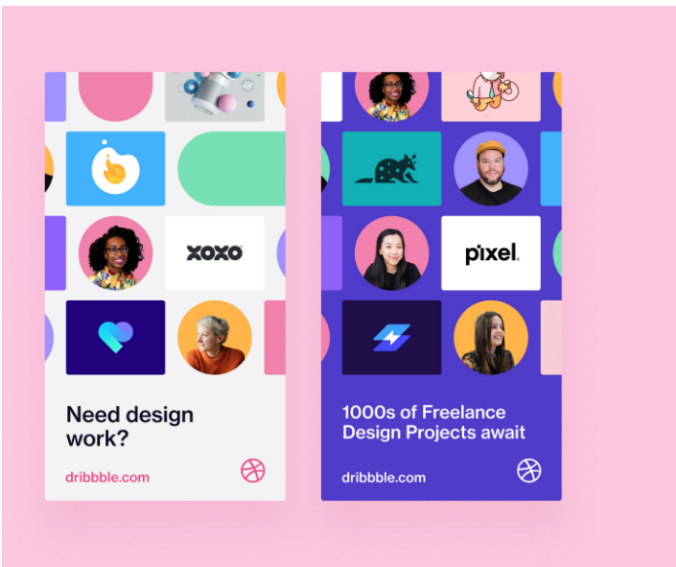 XOXO
Need design
work?
dribbble.com
pixel.
1000s of Freelance
Design Projects await
dribbble.com